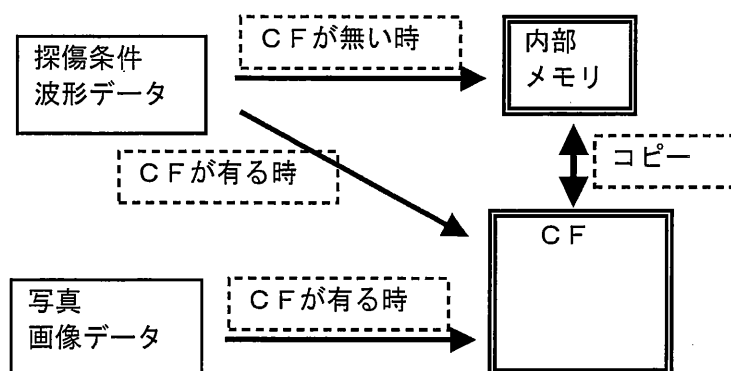 探傷条件
波形データ
ＣＦが無い時
内部
メモリ
ＣＦが有る時
コピー
ＣＦ
写真
画像データ
ＣＦが有る時